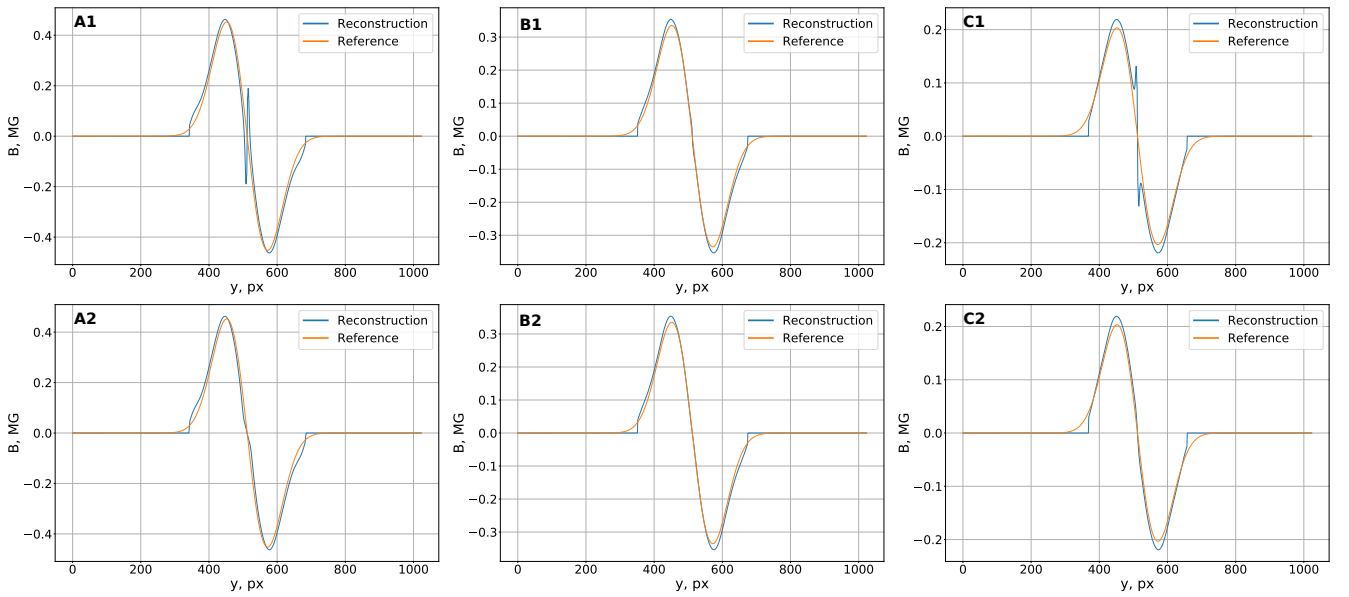 A1
Reconstruction
Reference
B, MG
0.4
0.2
0.0
−0.2
−0.4
0 200 400 600 800 1000
y, px
B1
Reconstruction
Reference
B, MG
0.3
0.2
0.1
0.0
−0.1
−0.2
−0.3
0 200 400 600 800 1000
y, px
C1
Reconstruction
Reference
B, MG
0.2
0.1
0.0
−0.1
−0.2
0 200 400 600 800 1000
y, px
A2
Reconstruction
Reference
B, MG
0.4
0.2
0.0
−0.2
−0.4
0 200 400 600 800 1000
y, px
B2
Reconstruction
Reference
B, MG
0.3
0.2
0.1
0.0
−0.1
−0.2
−0.3
0 200 400 600 800 1000
y, px
C2
Reconstruction
Reference
B, MG
0.2
0.1
0.0
−0.1
−0.2
0 200 400 600 800 1000
y, px